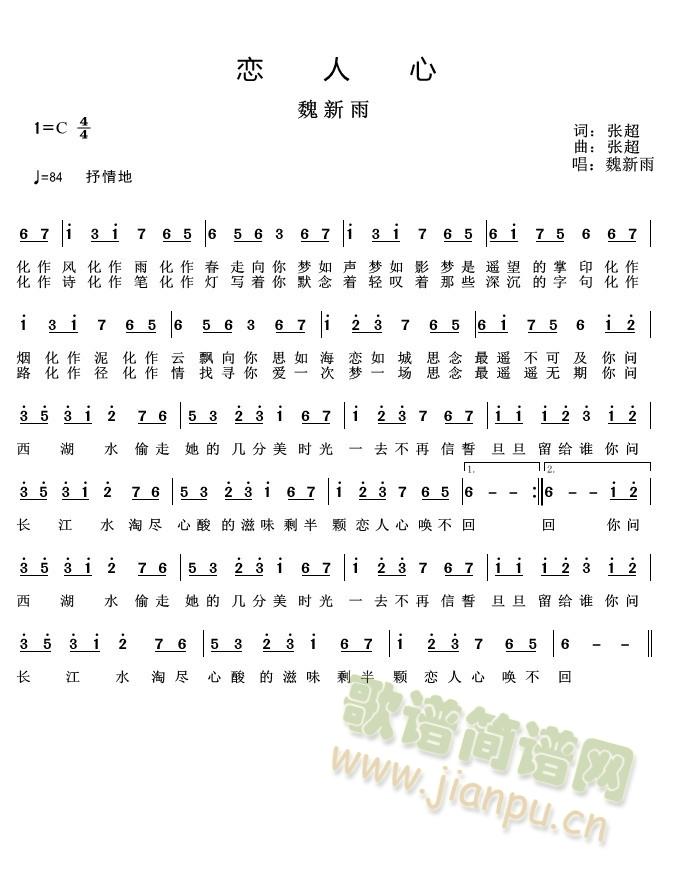 恋 人 心
魏新雨
1=C 4/4
词：张超
曲：张超
唱：魏新雨
♩=84 抒情地
6 7 | i 3 i 7 6 5 | 6 5 6 3 6 7 | i 3 i 7 6 5 | 6 i 7 5 6 6 7 |
化作风化作雨化作春走向你梦如声梦如影梦是遥望的掌印化作
化作诗化作笔化作灯写着你默念着轻叹着那些深沉的字句化作
i 3 i 7 6 5 | 6 5 6 3 6 7 | i 2 3 7 6 5 | 6 i 7 5 6 i 2 |
烟化作泥化作云飘向你思如海恋如城思念最遥不可及你问
路化作径化作情找寻你爱一次梦一场思念最遥遥无期你问
3 5 3 i 2 7 6 | 5 3 2 3 i 6 7 | i 2 3 7 6 7 | i i i i 2 3 i 2 |
西湖水偷走她的几分美时光一去不再信誓旦旦留给谁你问
1. 2.
3 5 3 i 2 7 6 | 5 3 2 3 i 6 7 | i 2 3 7 6 5 | 6 - - :| 6 - - i 2 |
长江水淘尽心酸的滋味剩半颗恋人心唤不回 回 你问
3 5 3 i 2 7 6 | 5 3 2 3 i 6 7 | i 2 3 7 6 7 | i i i i 2 3 i 2 |
西湖水偷走她的几分美时光一去不再信誓旦旦留给谁你问
3 5 3 i 2 7 6 | 5 3 2 3 i 6 7 | i 2 3 7 6 5 | 6 - - ||
长江水淘尽心酸的滋味剩半颗恋人心唤不回
歌谱简谱网
www.jianpu.cn